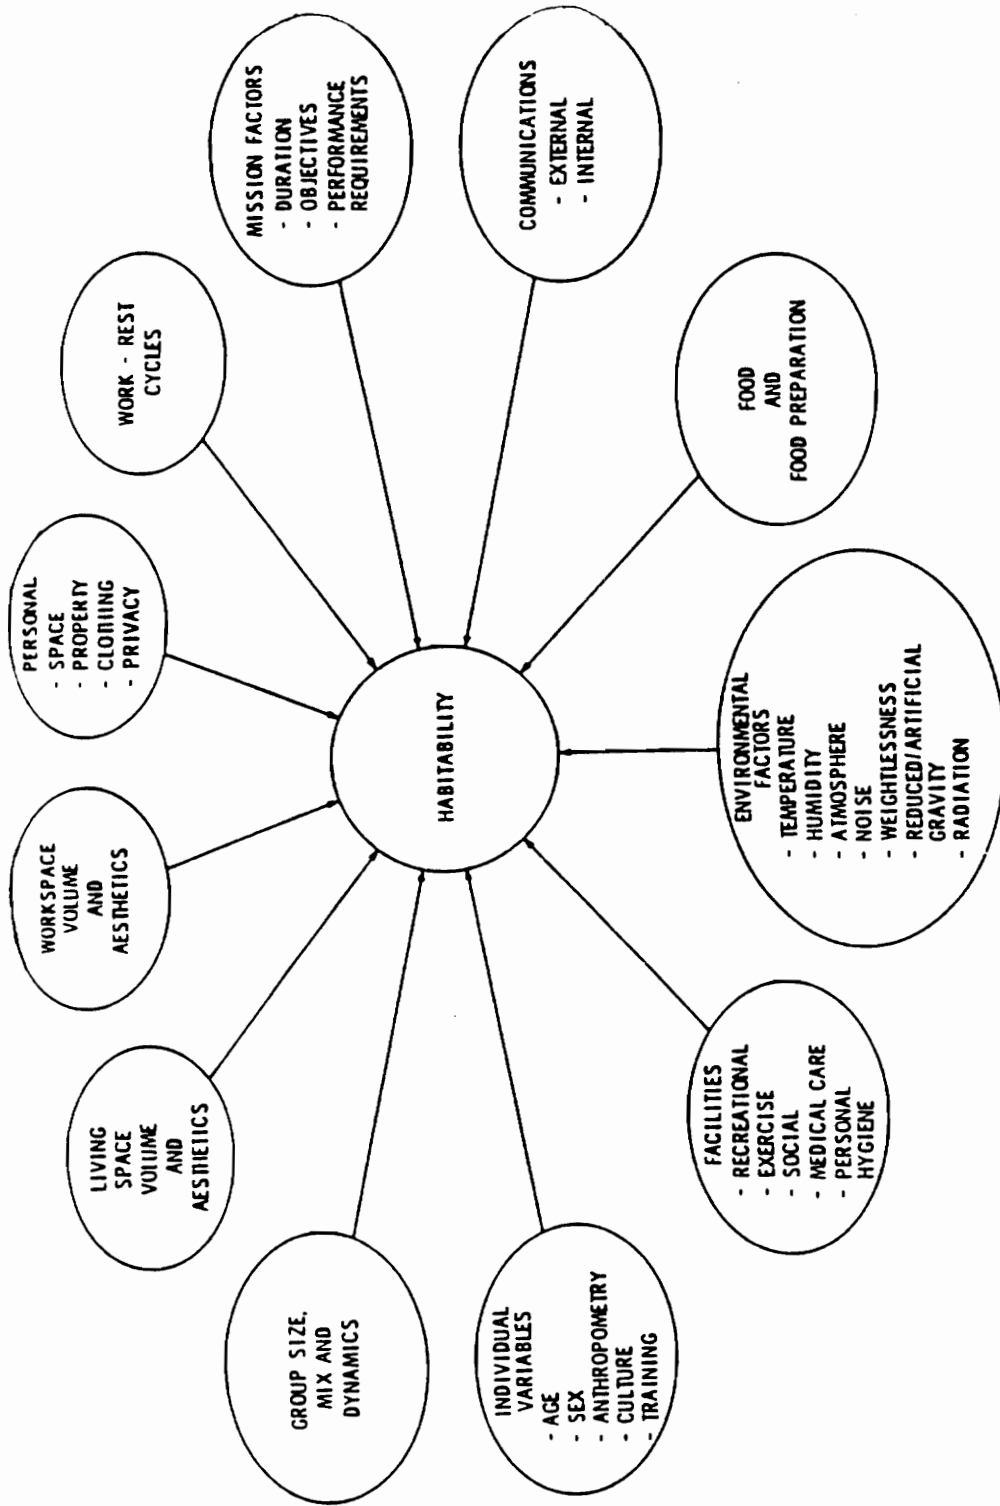 LIVING
SPACE
VOLUME
AND
AESTHETICS
WORKSPACE
VOLUME
AND
AESTHETICS
PERSONAL
- SPACE
- PROPERTY
- CLOTHING
- PRIVACY
WORK - REST
CYCLES
GROUP SIZE,
MIX AND
DYNAMICS
MISSION FACTORS
- DURATION
- OBJECTIVES
- PERFORMANCE
REQUIREMENTS
HABITABILITY
INDIVIDUAL
VARIABLES
- AGE
- SEX
- ANTHROPOMETRY
- CULTURE
- TRAINING
COMMUNICATIONS
- EXTERNAL
- INTERNAL
FACILITIES
- RECREATIONAL
- EXERCISE
- SOCIAL
- MEDICAL CARE
- PERSONAL
HYGIENE
ENVIRONMENTAL
FACTORS
- TEMPERATURE
- HUMIDITY
- ATMOSPHERE
- NOISE
- WEIGHTLESSNESS
- REDUCED/ARTIFICIAL
GRAVITY
- RADIATION
FOOD
AND
FOOD PREPARATION